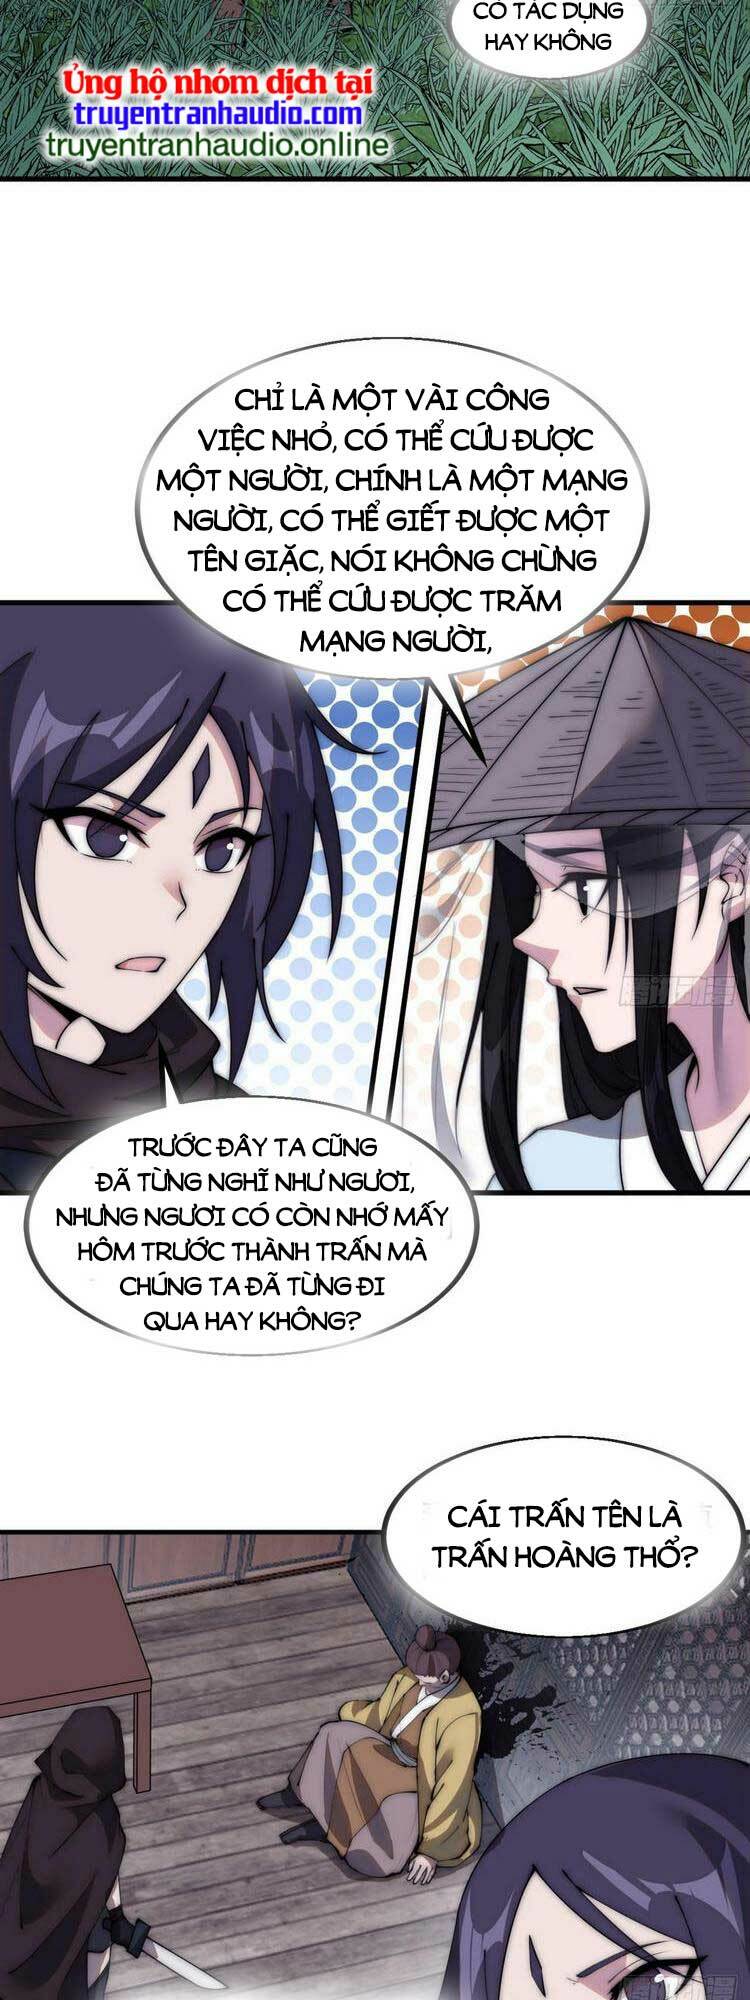 CÓ TÁC DỤNG
HAY KHÔNG
Ủng hộ nhóm dịch tại
truyentranhaudio.com
truyentranhaudio.online
CHỈ LÀ MỘT VÀI CÔNG
VIỆC NHỎ, CÓ THỂ CỨU ĐƯỢC
MỘT NGƯỜI, CHÍNH LÀ MỘT MẠNG
NGƯỜI, CÓ THỂ GIẾT ĐƯỢC MỘT
TÊN GIẶC, NÓI KHÔNG CHỪNG
CÓ THỂ CỨU ĐƯỢC TRĂM
MẠNG NGƯỜI,
腾讯动漫
TRƯỚC ĐÂY TA CŨNG
ĐÃ TỪNG NGHĨ NHƯ NGƯƠI,
NHƯNG NGƯƠI CÓ CÒN NHỚ MẤY
HÔM TRƯỚC THÀNH TRẤN MÀ
CHÚNG TA ĐÃ TỪNG ĐI
QUA HAY KHÔNG?
CÁI TRẤN TÊN LÀ
TRẤN HOÀNG THỔ?